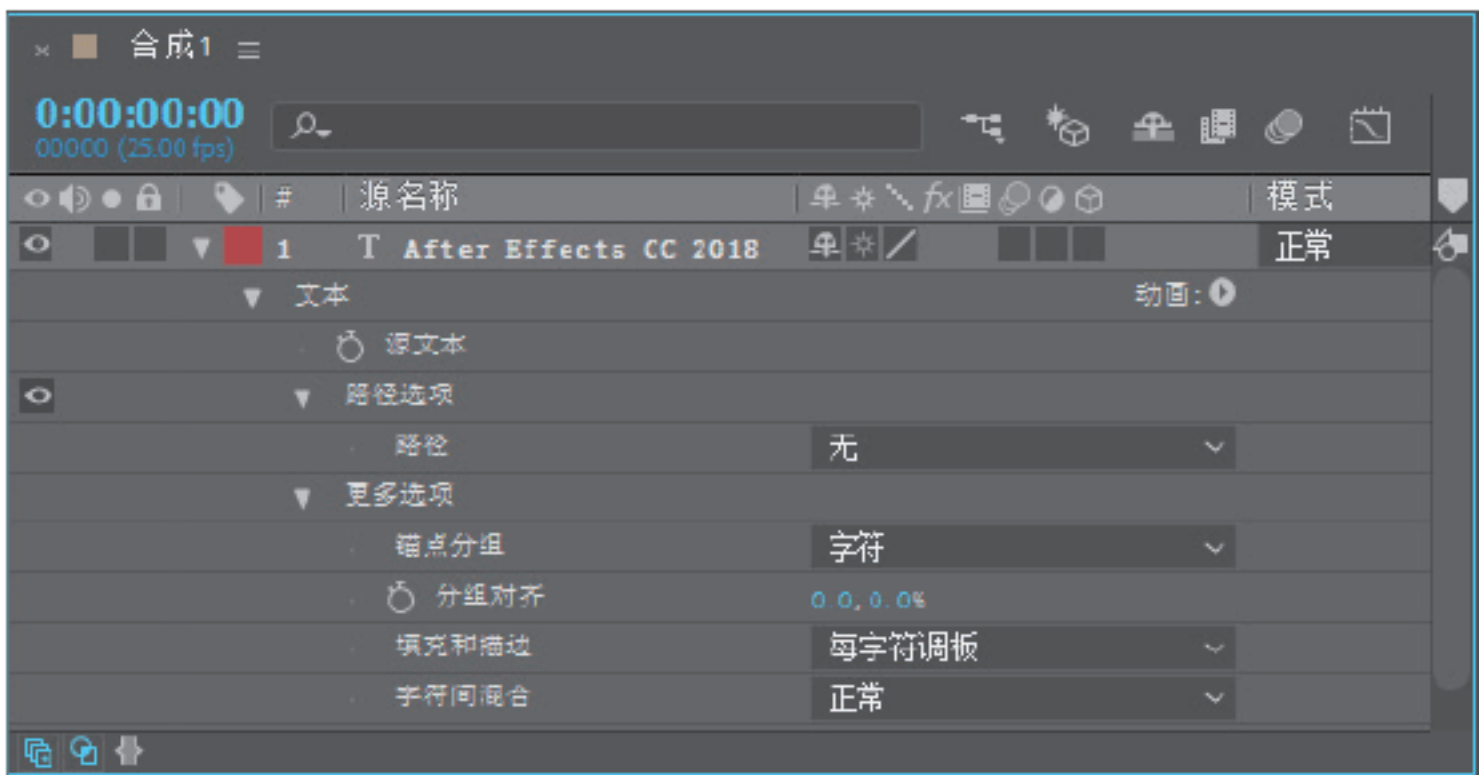 合成1
0:00:00:00
00000 (25.00 fps)
# 源名称 fx 模式
1 T After Effects CC 2018 正常
文本 动画:
源文本
路径选项
路径 无
更多选项
锚点分组 字符
分组对齐 0.0,0.0%
填充和描边 每字符调板
字符间混合 正常